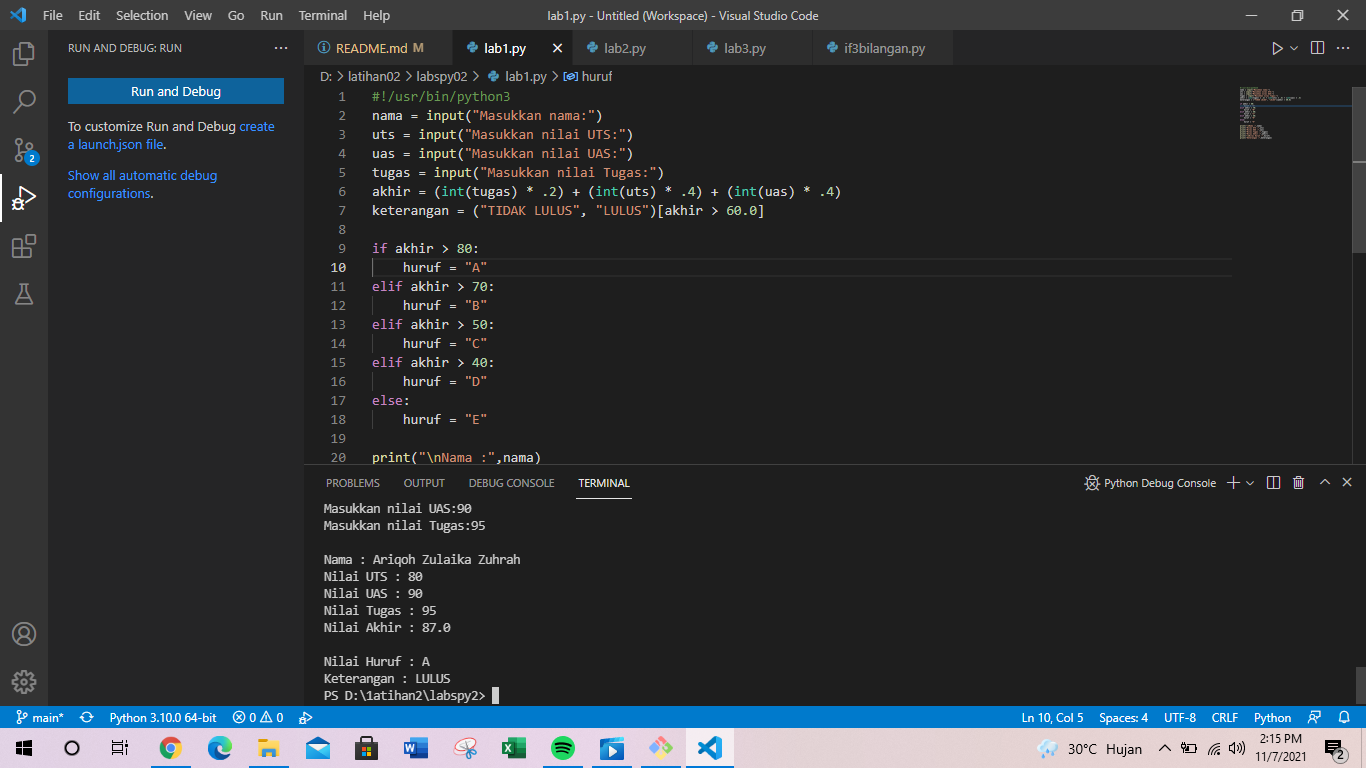 File Edit Selection View Go Run Terminal Help
lab1.py - Untitled (Workspace) - Visual Studio Code
RUN AND DEBUG: RUN
Run and Debug
To customize Run and Debug create
a launch.json file.
Show all automatic debug
configurations.
2
README.md M
lab1.py
lab2.py
lab3.py
if3bilangan.py
D: > latihan02 > labspy02 > lab1.py > huruf
1 #!/usr/bin/python3
2 nama = input("Masukkan nama:")
3 uts = input("Masukkan nilai UTS:")
4 uas = input("Masukkan nilai UAS:")
5 tugas = input("Masukkan nilai Tugas:")
6 akhir = (int(tugas) * .2) + (int(uts) * .4) + (int(uas) * .4)
7 keterangan = ("TIDAK LULUS", "LULUS")[akhir > 60.0]
8
9 if akhir > 80:
10     huruf = "A"
11 elif akhir > 70:
12     huruf = "B"
13 elif akhir > 50:
14     huruf = "C"
15 elif akhir > 40:
16     huruf = "D"
17 else:
18     huruf = "E"
19
20 print("\nNama :",nama)
PROBLEMS OUTPUT DEBUG CONSOLE TERMINAL
Python Debug Console
Masukkan nilai UAS:90
Masukkan nilai Tugas:95
Nama : Ariqoh Zulaika Zuhrah
Nilai UTS : 80
Nilai UAS : 90
Nilai Tugas : 95
Nilai Akhir : 87.0
Nilai Huruf : A
Keterangan : LULUS
PS D:\1atihan2\labspy2>
main* Python 3.10.0 64-bit 0 0
Ln 10, Col 5 Spaces: 4 UTF-8 CRLF Python
30°C Hujan
2:15 PM
11/7/2021
2